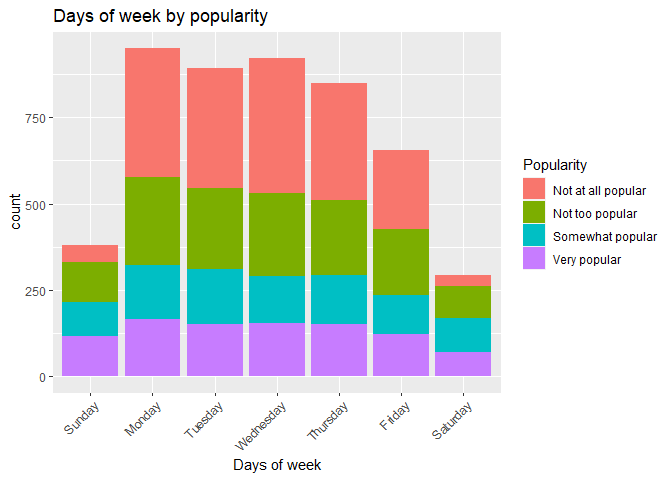 Days of week by popularity
count
750
500
250
0
Sunday
Monday
Tuesday
Wednesday
Thursday
Friday
Saturday
Days of week
Popularity
Not at all popular
Not too popular
Somewhat popular
Very popular